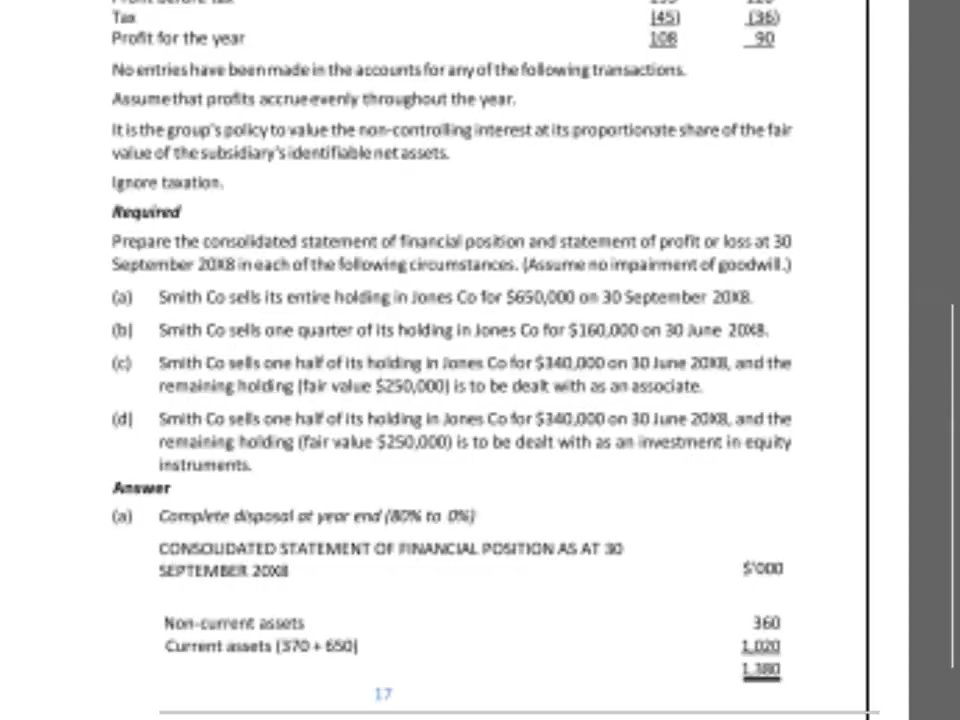 Tax (45) (36)
Profit for the year 108 90
No entries have been made in the accounts for any of the following transactions.
Assume that profits accrue evenly throughout the year.
It is the group's policy to value the non-controlling interest at its proportionate share of the fair
value of the subsidiary's identifiable net assets.
Ignore taxation.
Required
Prepare the consolidated statement of financial position and statement of profit or loss at 30
September 20X8 in each of the following circumstances. (Assume no impairment of goodwill.)
(a) Smith Co sells its entire holding in Jones Co for $650,000 on 30 September 20X8.
(b) Smith Co sells one quarter of its holding in Jones Co for $160,000 on 30 June 20X8.
(c) Smith Co sells one half of its holding in Jones Co for $340,000 on 30 June 20X8, and the
remaining holding (fair value $250,000) is to be dealt with as an associate.
(d) Smith Co sells one half of its holding in Jones Co for $340,000 on 30 June 20X8, and the
remaining holding (fair value $250,000) is to be dealt with as an investment in equity
instruments.
Answer
(a) Complete disposal at year end (80% to 0%)
CONSOLIDATED STATEMENT OF FINANCIAL POSITION AS AT 30
SEPTEMBER 20X8 $'000
Non-current assets 360
Current assets (370 + 650) 1,020
1,380
17